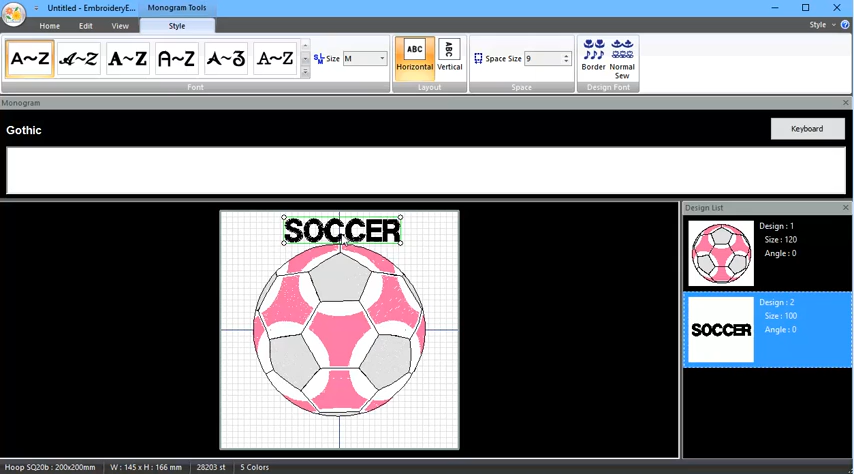 Untitled - EmbroideryE...
Monogram Tools
Home
Edit
View
Style
Style
A~Z
A~Z
A~Z
A~Z
A~Z
A~Z
Size
M
Font
ABC
Horizontal
ABC
Vertical
Layout
Space Size
9
Space
Border
Normal
Sew
Design Font
Monogram
Gothic
Keyboard
SOCCER
Design List
Design : 1
Size : 120
Angle : 0
SOCCER
Design : 2
Size : 100
Angle : 0
Hoop SQ20b : 200x200mm
W : 145 x H : 166 mm
28203 st
5 Colors